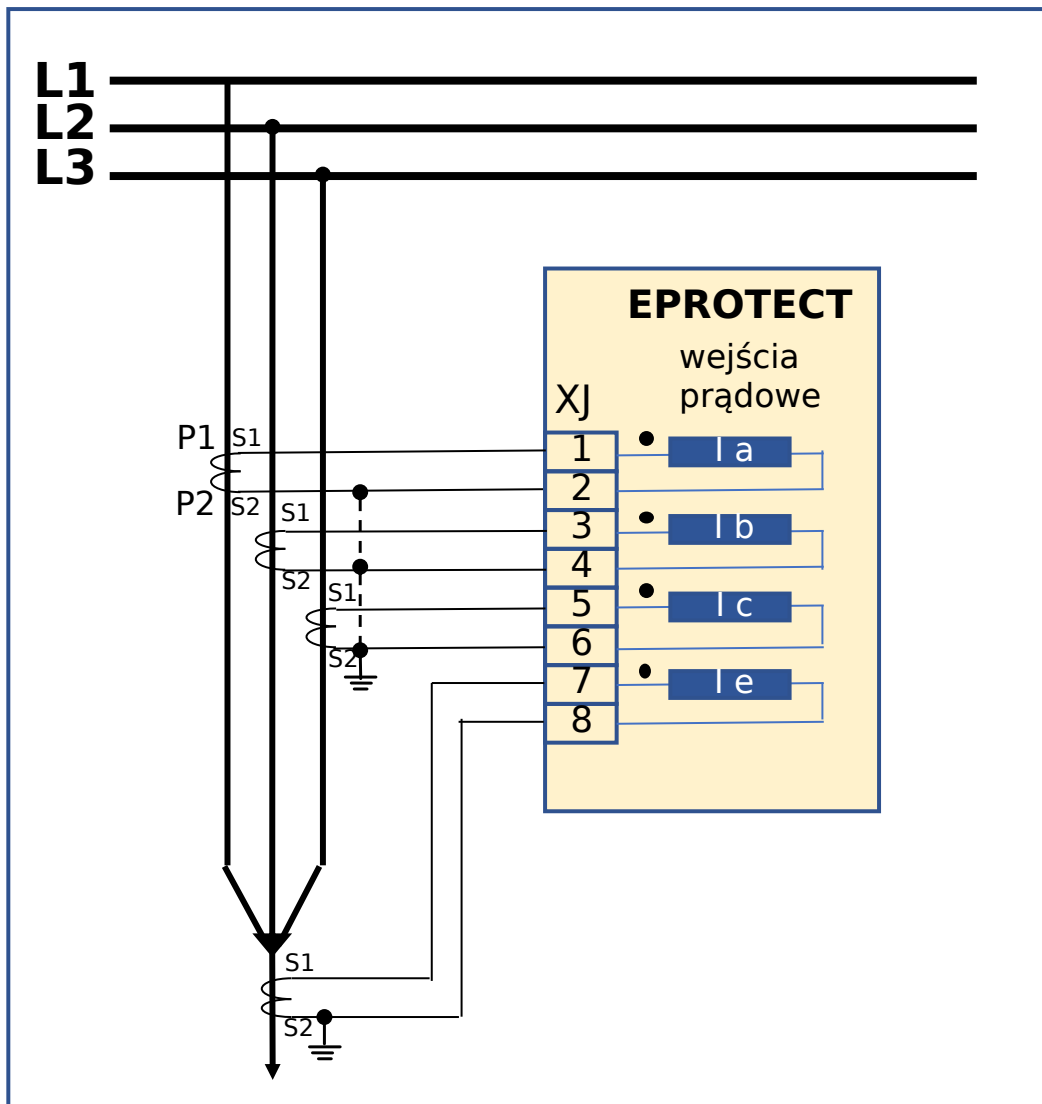 L1
L2
L3
EPROTECT
wejścia
prądowe
XJ
P1
S1
1
I a
P2
S2
2
S1
3
I b
S2
4
S1
5
I c
S2
6
7
I e
8
S1
S2